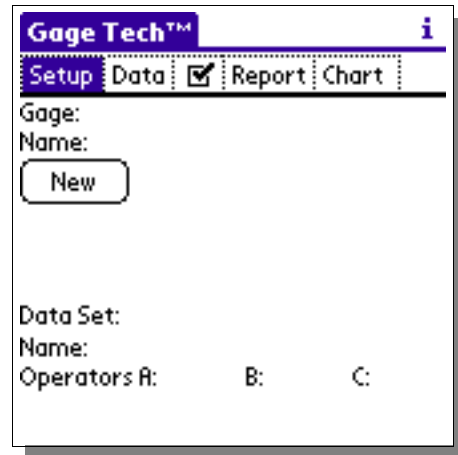 Gage Tech™ i
Setup Data Report Chart
Gage:
Name:
New
Data Set:
Name:
Operators A: B: C: